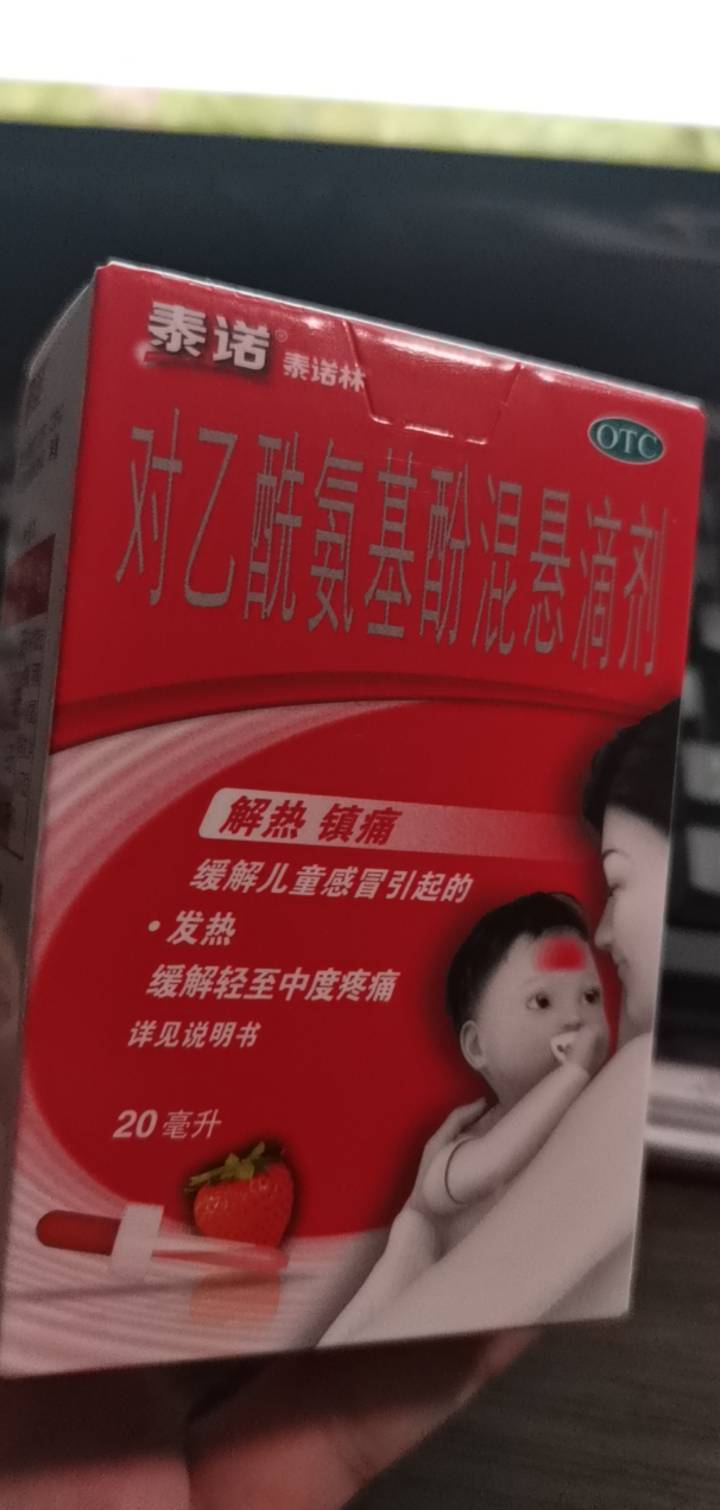 泰诺®
泰诺林
OTC
对乙酰氨基酚混悬滴剂
解热 镇痛
缓解儿童感冒引起的
·发热
缓解轻至中度疼痛
详见说明书
20毫升